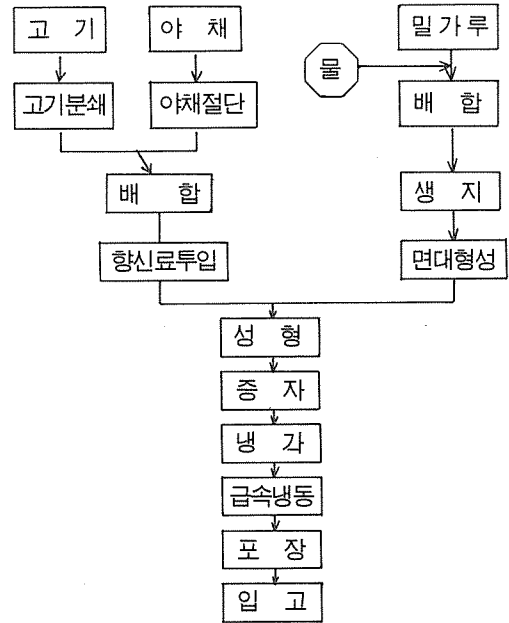 고 기
야 채
밀 가 루
물
고기분쇄
야채절단
배 합
배 합
생 지
향신료투입
면대형성
성 형
증 자
냉 각
급속냉동
포 장
입 고